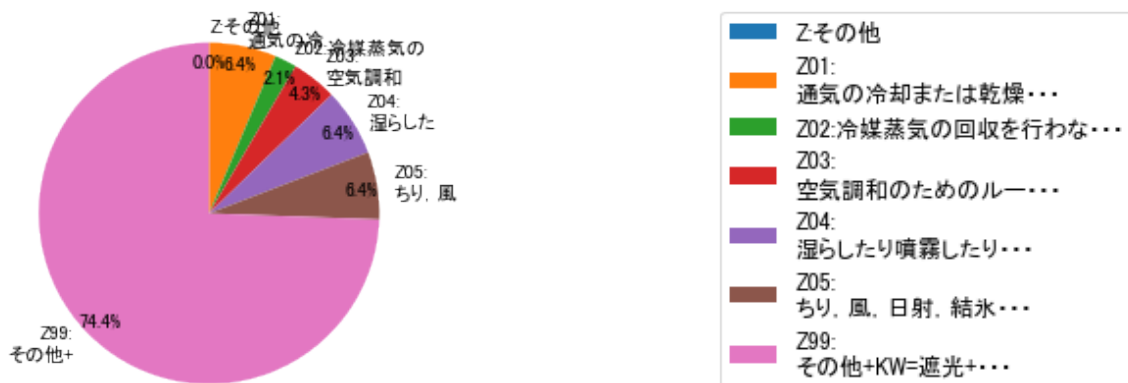 Z:その他
Z01:
通気の冷
Z02:冷媒蒸気の
Z03:
空気調和
Z04:
湿らした
Z05:
ちり，風
Z99:
その他+
0.0%
6.4%
2.1%
4.3%
6.4%
6.4%
74.4%
Z:その他
Z01:
通気の冷却または乾燥・・・
Z02:冷媒蒸気の回収を行わな・・・
Z03:
空気調和のためのルー・・・
Z04:
湿らしたり噴霧したり・・・
Z05:
ちり，風，日射，結氷・・・
Z99:
その他+KW=遮光+・・・